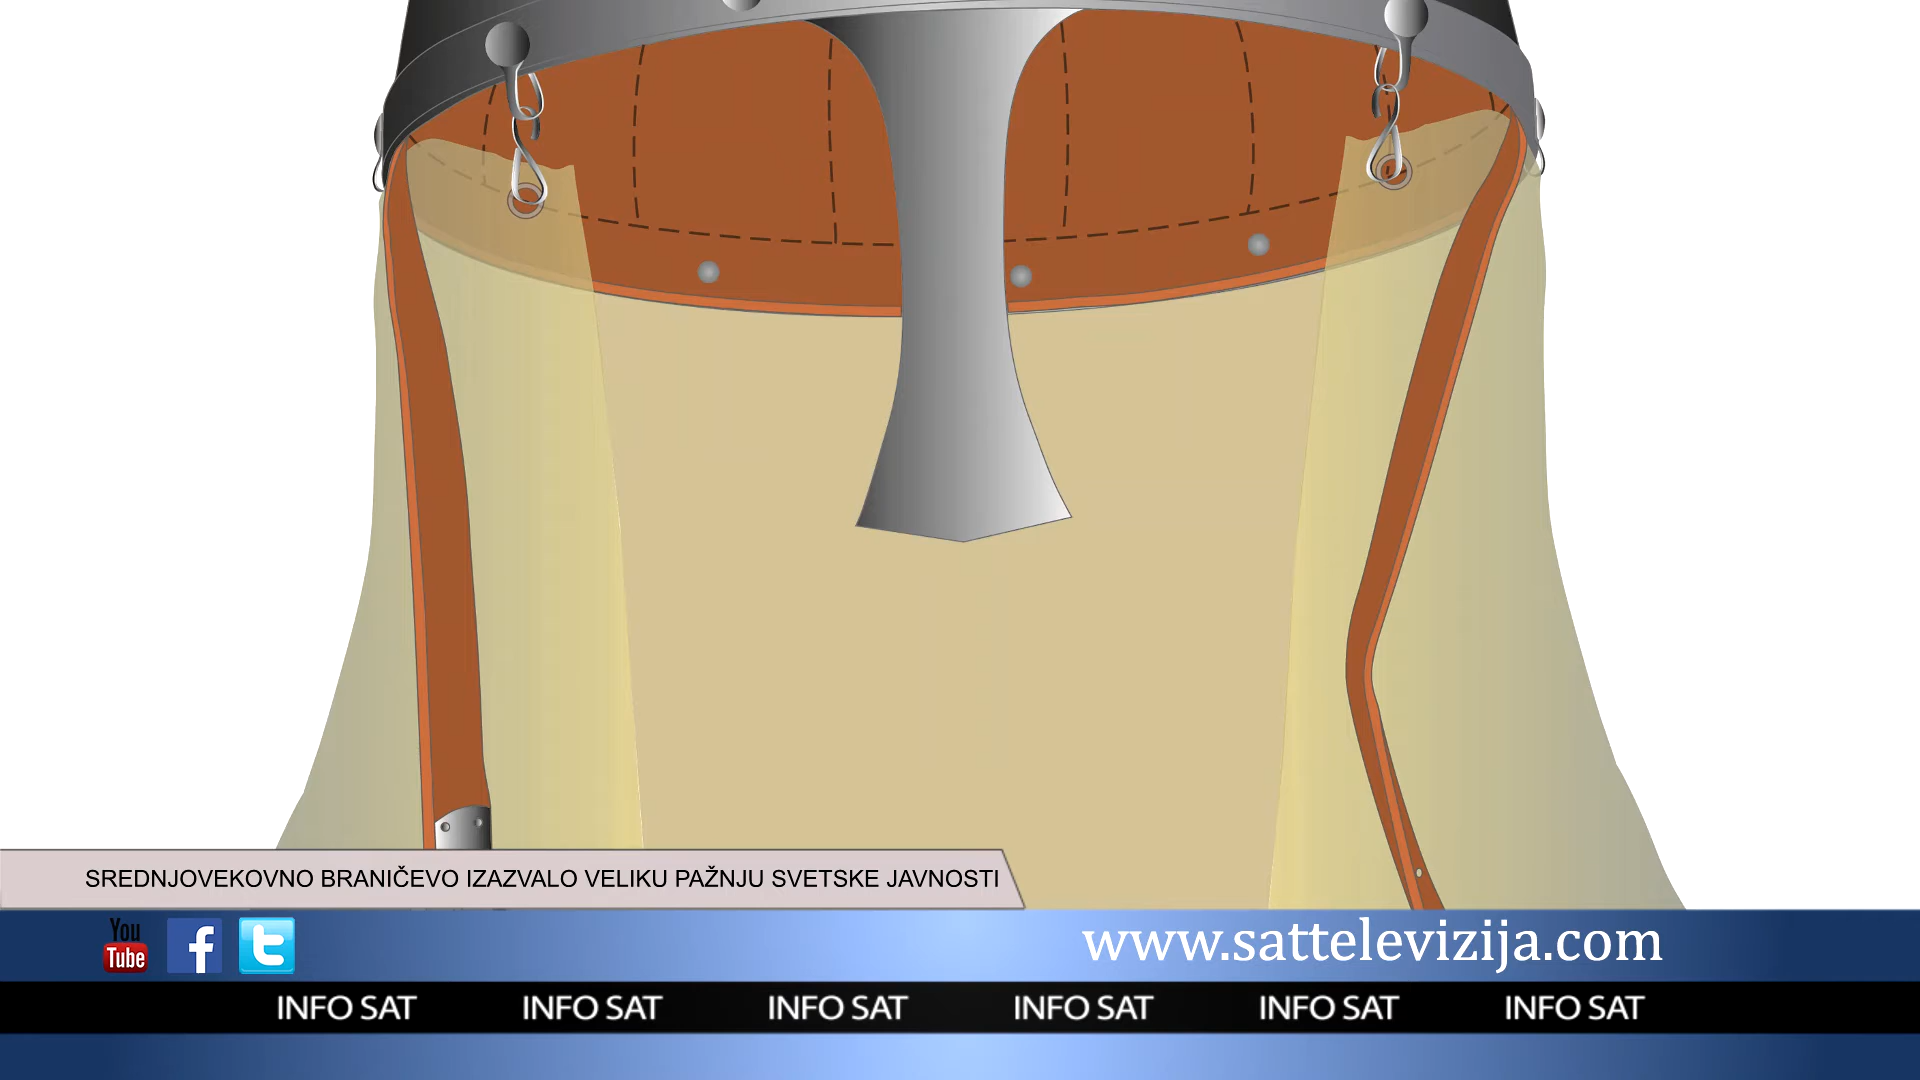 SREDNJOVEKOVNO BRANIČEVO IZAZVALO VELIKU PAŽNJU SVETSKE JAVNOSTI
You
Tube
f
t
www.sattelevizija.com
INFO SAT INFO SAT INFO SAT INFO SAT INFO SAT INFO SAT